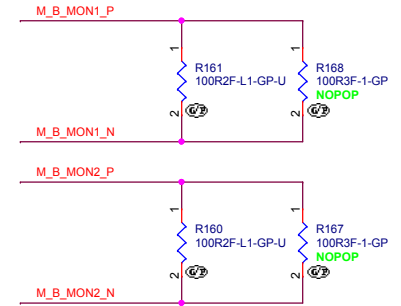 M_B_MON1_P
1
1
R161
R168
100R2F-L1-GP-U
100R3F-1-GP
NOPOP
2
G/P
2
G/P
M_B_MON1_N
M_B_MON2_P
1
1
R160
R167
100R2F-L1-GP-U
100R3F-1-GP
NOPOP
2
G/P
2
G/P
M_B_MON2_N